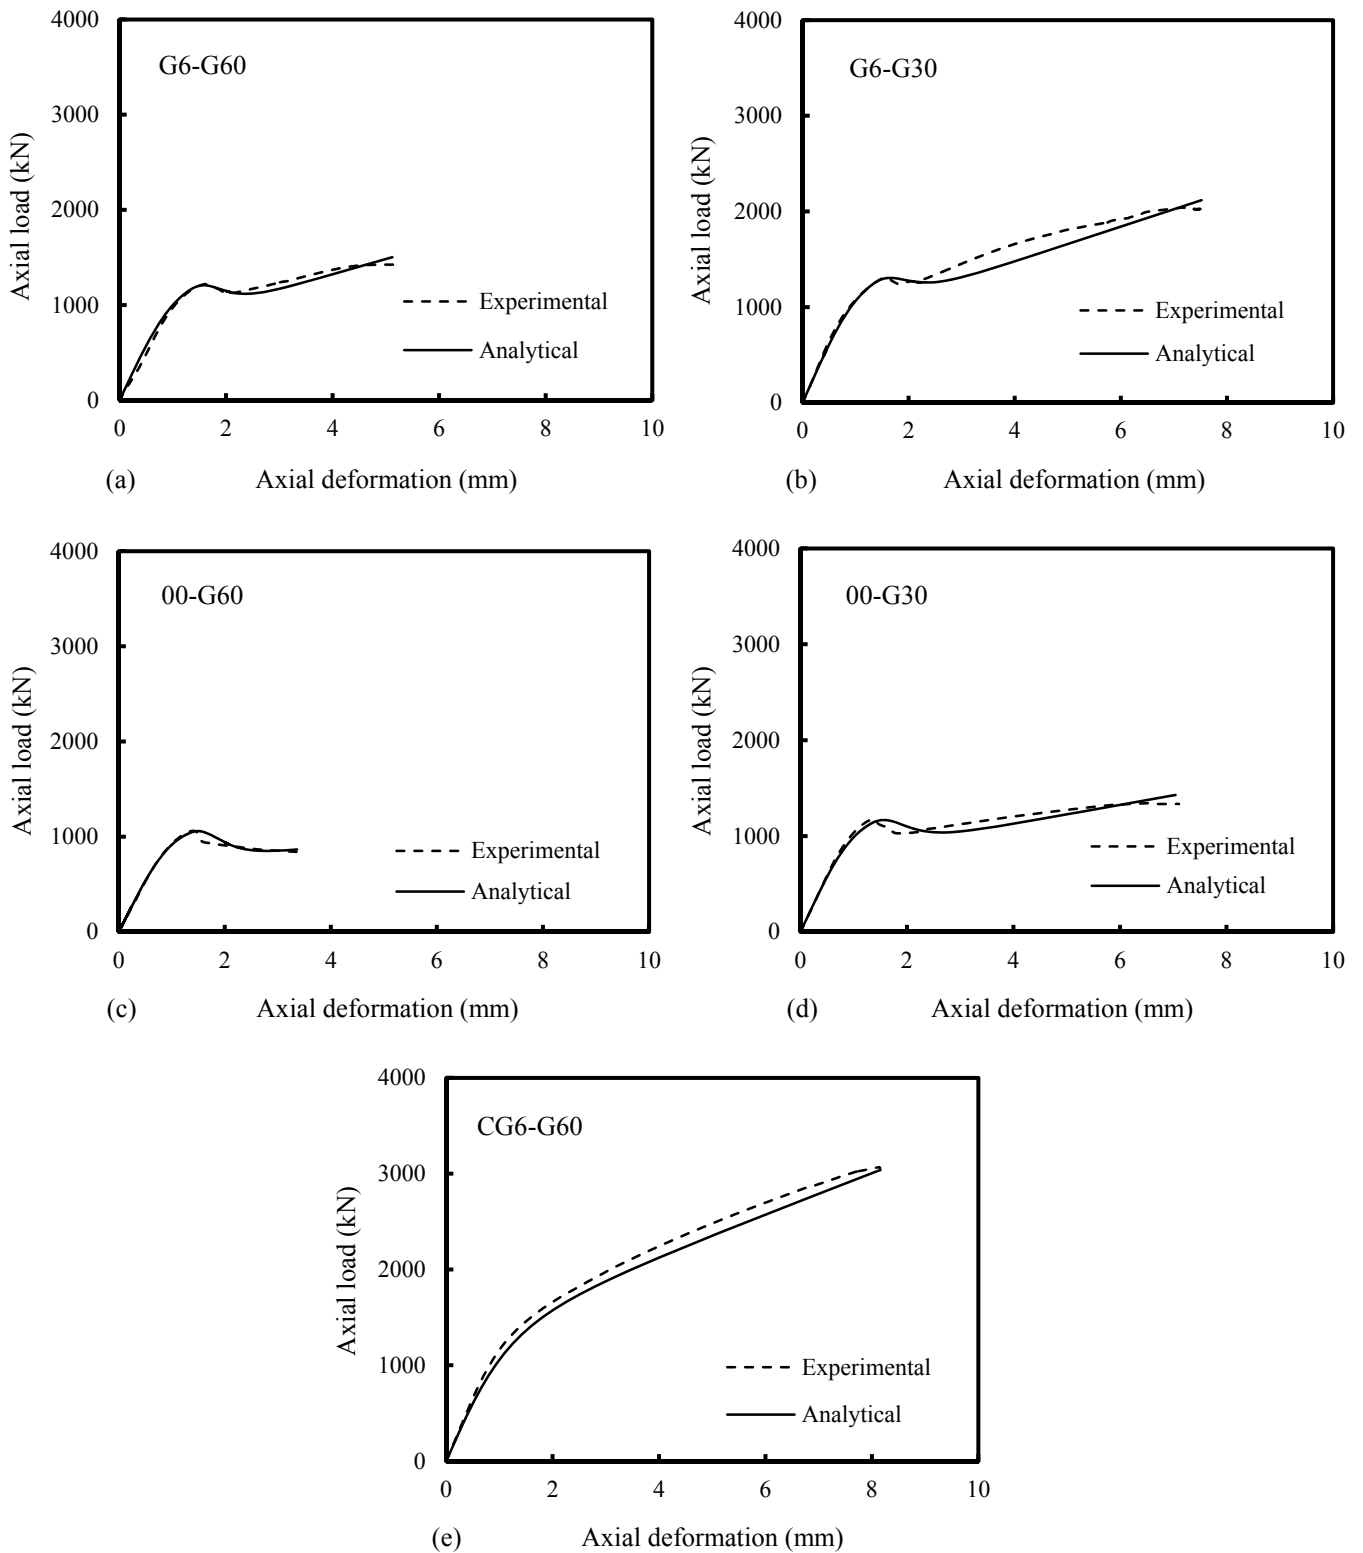 4000
3000
2000
1000
0
Axial load (kN)
G6-G60
Experimental
Analytical
0 2 4 6 8 10
(a) Axial deformation (mm)
4000
3000
2000
1000
0
Axial load (kN)
G6-G30
Experimental
Analytical
0 2 4 6 8 10
(b) Axial deformation (mm)
4000
3000
2000
1000
0
Axial load (kN)
00-G60
Experimental
Analytical
0 2 4 6 8 10
(c) Axial deformation (mm)
4000
3000
2000
1000
0
Axial load (kN)
00-G30
Experimental
Analytical
0 2 4 6 8 10
(d) Axial deformation (mm)
4000
3000
2000
1000
0
Axial load (kN)
CG6-G60
Experimental
Analytical
0 2 4 6 8 10
(e) Axial deformation (mm)